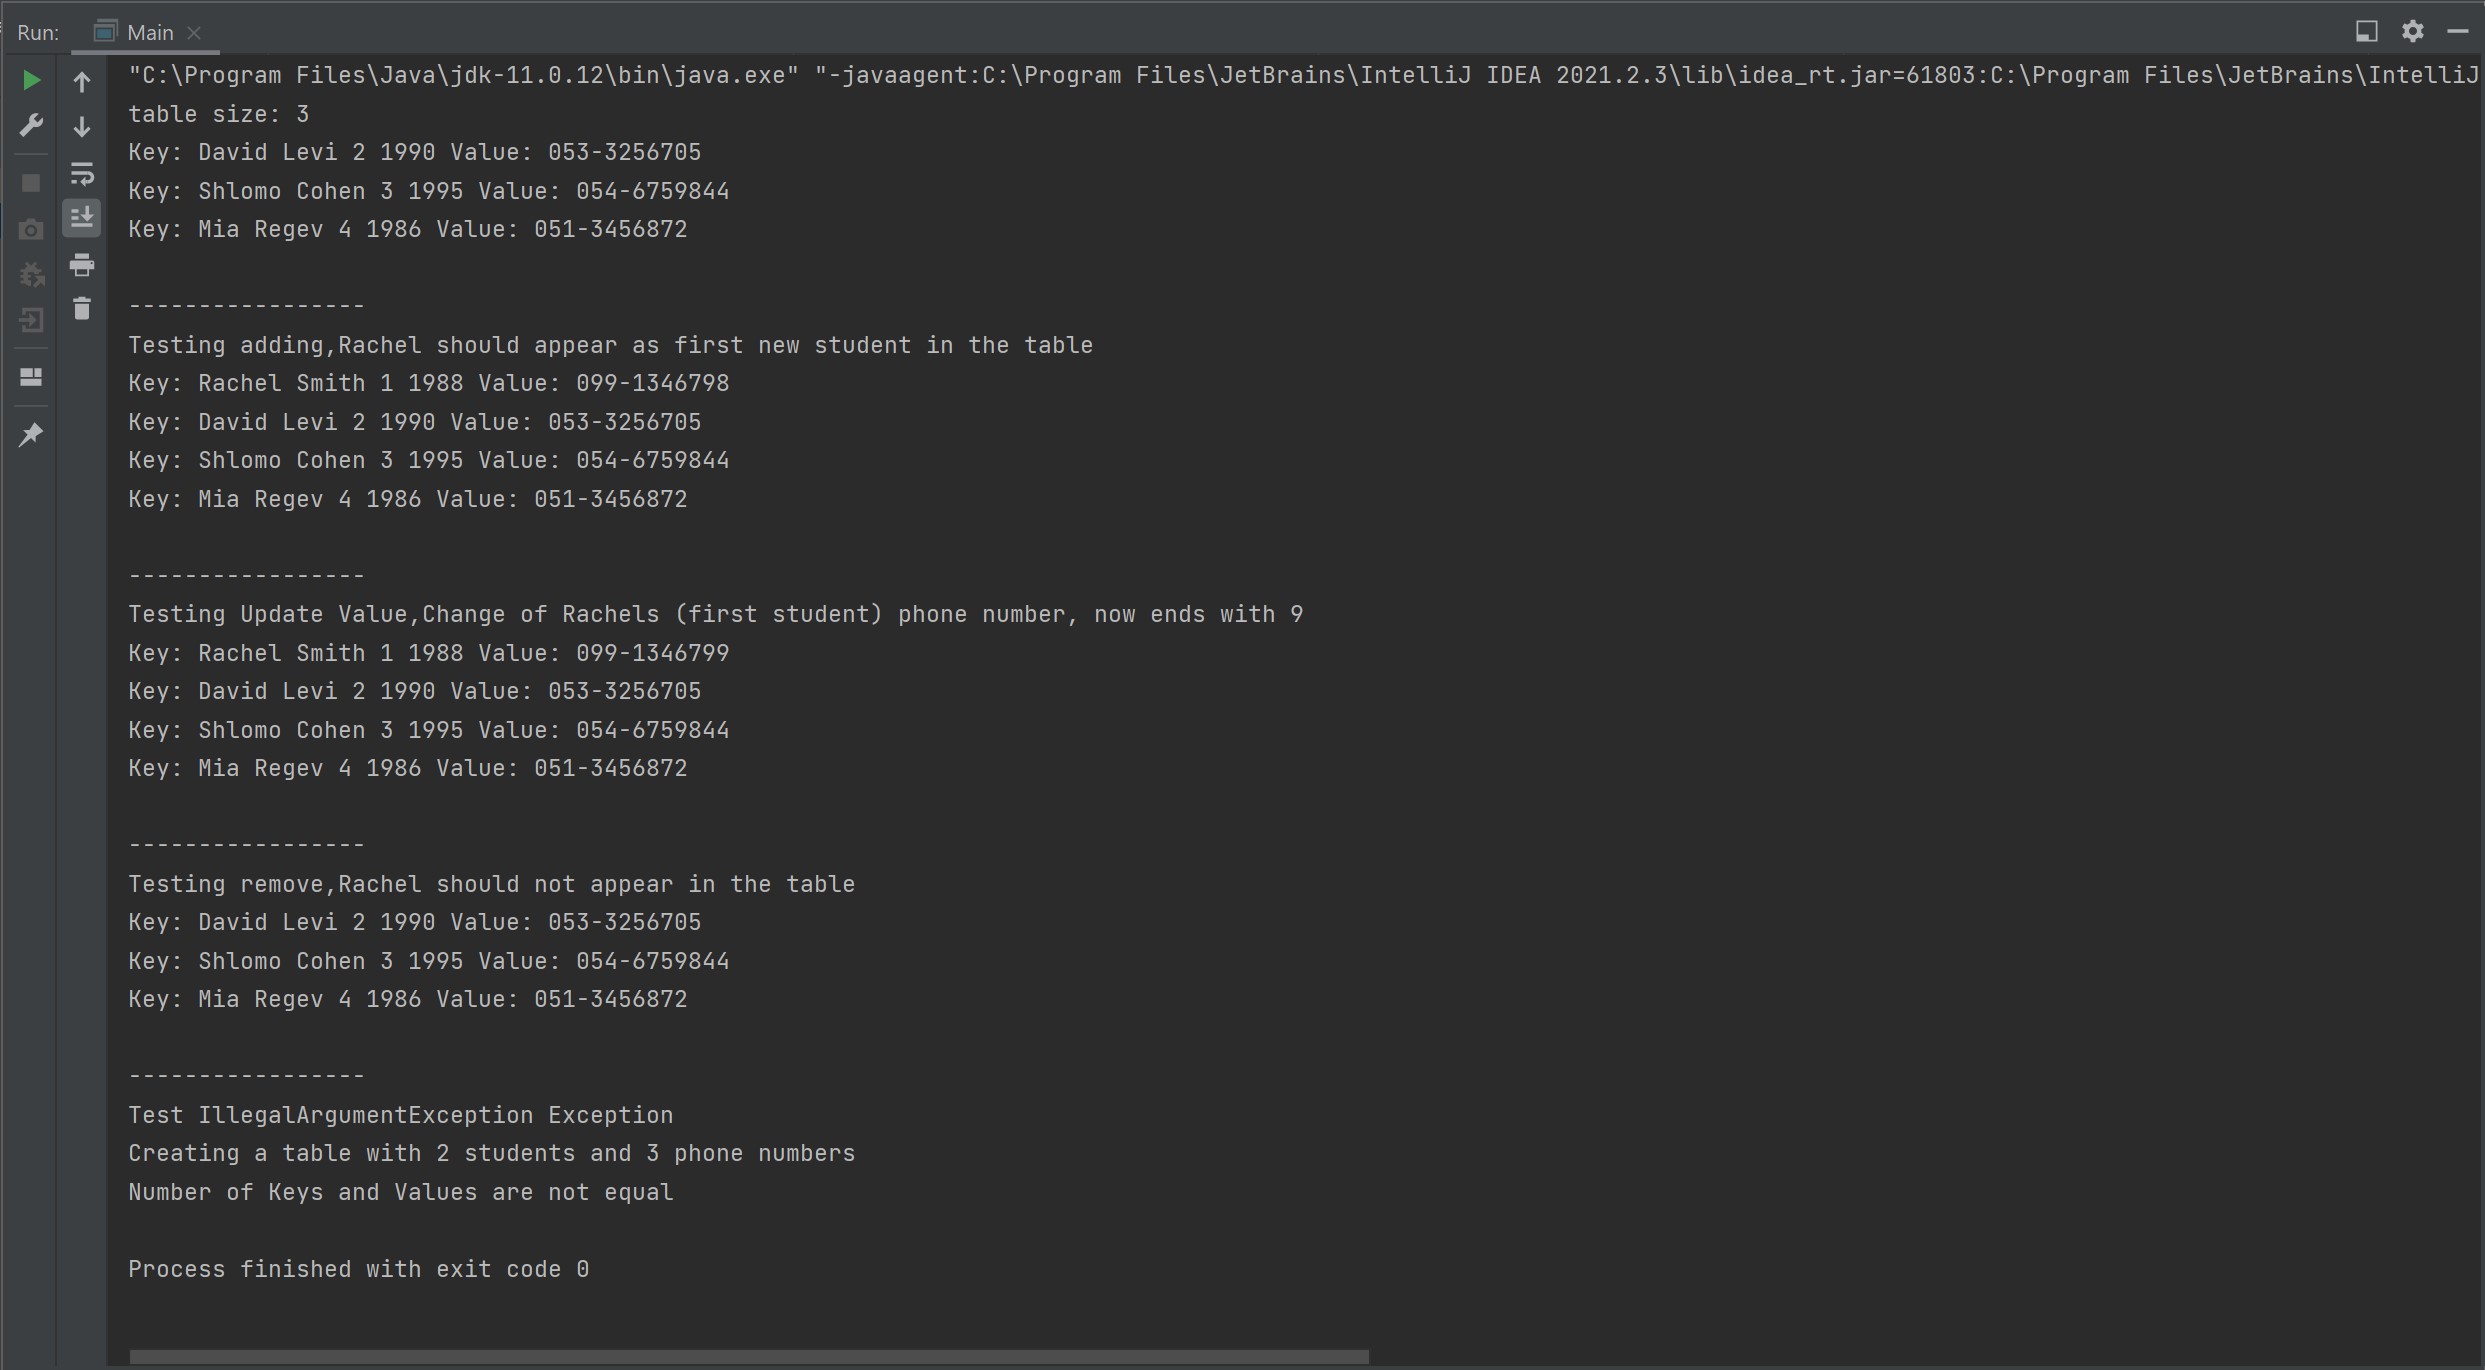 Run: Main
"C:\Program Files\Java\jdk-11.0.12\bin\java.exe" "-javaagent:C:\Program Files\JetBrains\IntelliJ IDEA 2021.2.3\lib\idea_rt.jar=61803:C:\Program Files\JetBrains\IntelliJ
table size: 3
Key: David Levi 2 1990 Value: 053-3256705
Key: Shlomo Cohen 3 1995 Value: 054-6759844
Key: Mia Regev 4 1986 Value: 051-3456872
-----------------
Testing adding,Rachel should appear as first new student in the table
Key: Rachel Smith 1 1988 Value: 099-1346798
Key: David Levi 2 1990 Value: 053-3256705
Key: Shlomo Cohen 3 1995 Value: 054-6759844
Key: Mia Regev 4 1986 Value: 051-3456872
-----------------
Testing Update Value,Change of Rachels (first student) phone number, now ends with 9
Key: Rachel Smith 1 1988 Value: 099-1346799
Key: David Levi 2 1990 Value: 053-3256705
Key: Shlomo Cohen 3 1995 Value: 054-6759844
Key: Mia Regev 4 1986 Value: 051-3456872
-----------------
Testing remove,Rachel should not appear in the table
Key: David Levi 2 1990 Value: 053-3256705
Key: Shlomo Cohen 3 1995 Value: 054-6759844
Key: Mia Regev 4 1986 Value: 051-3456872
-----------------
Test IllegalArgumentException Exception
Creating a table with 2 students and 3 phone numbers
Number of Keys and Values are not equal
Process finished with exit code 0